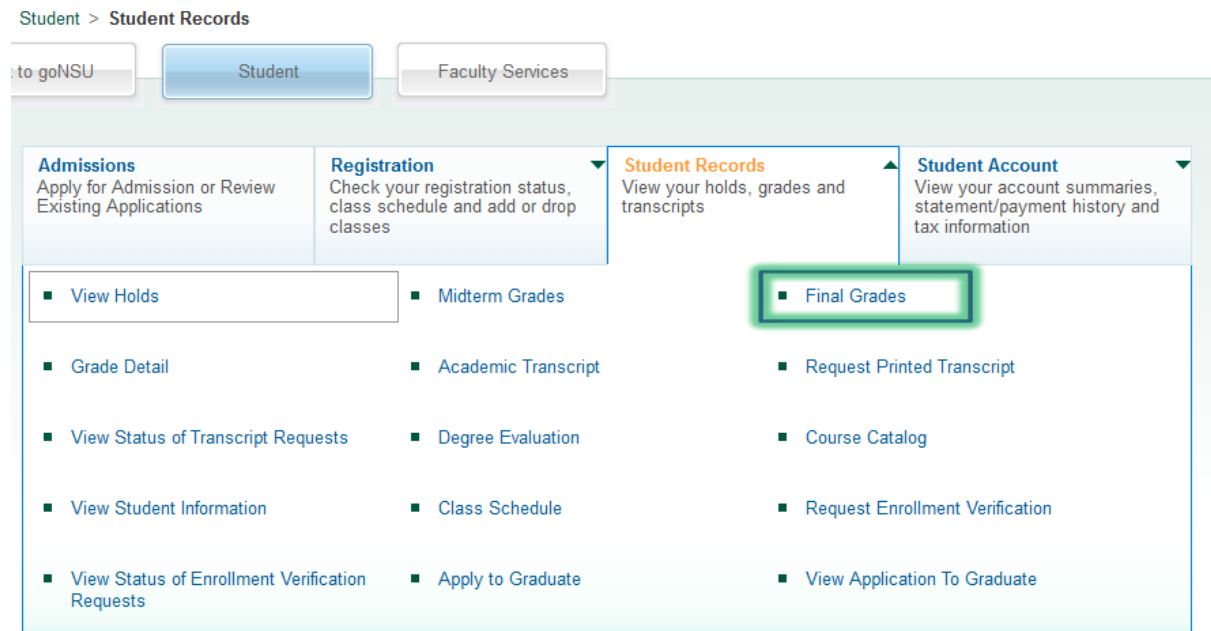 Student > Student Records
to goNSU
Student
Faculty Services
Admissions
Apply for Admission or Review
Existing Applications
Registration
Check your registration status,
class schedule and add or drop
classes
Student Records
View your holds, grades and
transcripts
Student Account
View your account summaries,
statement/payment history and
tax information
View Holds
Midterm Grades
Final Grades
Grade Detail
Academic Transcript
Request Printed Transcript
View Status of Transcript Requests
Degree Evaluation
Course Catalog
View Student Information
Class Schedule
Request Enrollment Verification
View Status of Enrollment Verification
Requests
Apply to Graduate
View Application To Graduate